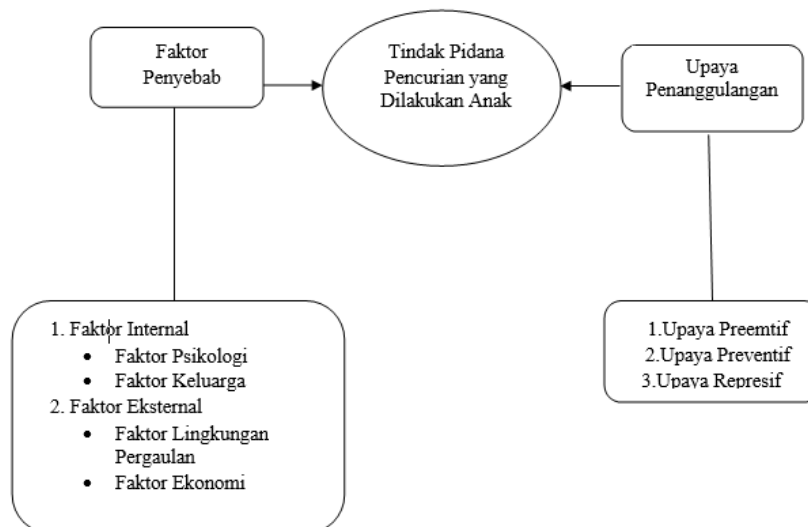 Faktor
Penyebab
Tindak Pidana
Pencurian yang
Dilakukan Anak
Upaya
Penanggulangan
1. Faktor Internal
• Faktor Psikologi
• Faktor Keluarga
2. Faktor Eksternal
• Faktor Lingkungan
Pergaulan
• Faktor Ekonomi
1.Upaya Preemtif
2.Upaya Preventif
3.Upaya Represif